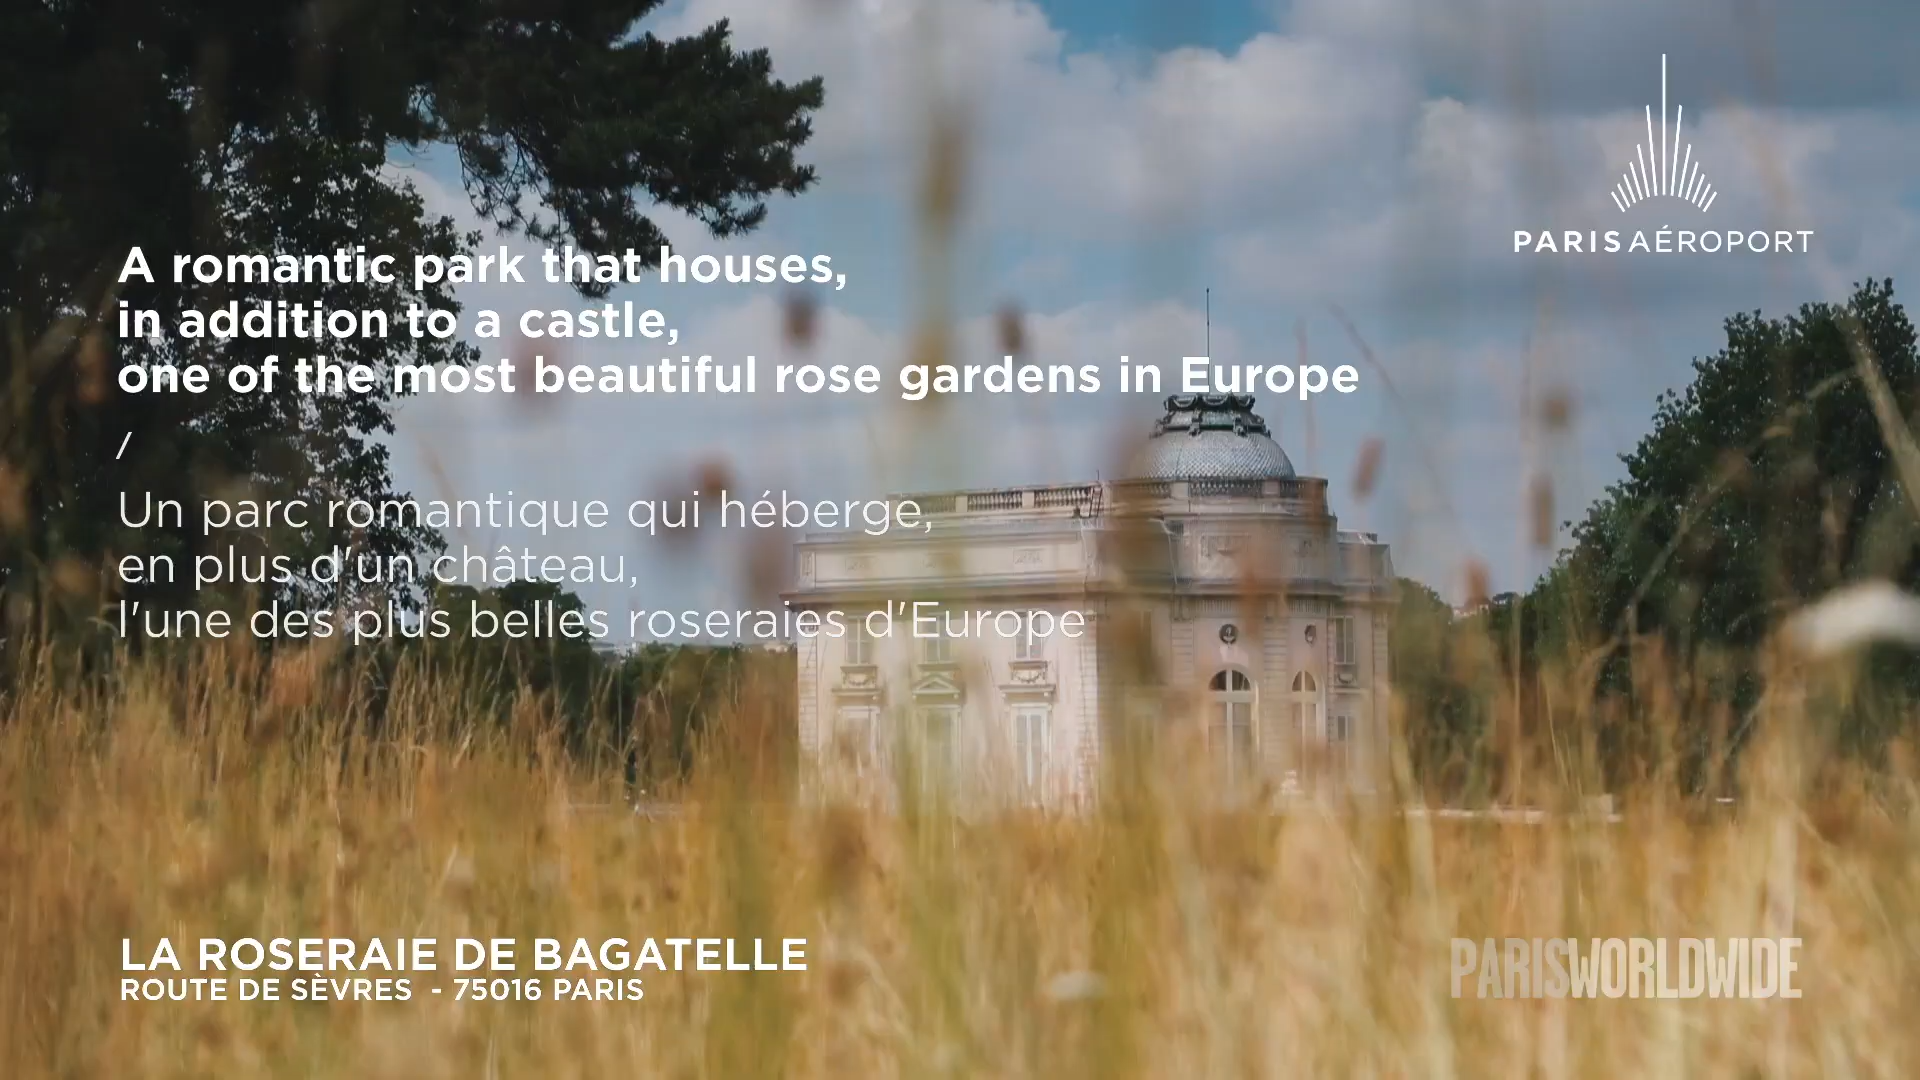 PARISAÉROPORT
A romantic park that houses,
in addition to a castle,
one of the most beautiful rose gardens in Europe
/
Un parc romantique qui héberge,
en plus d'un château,
l'une des plus belles roseraies d'Europe
LA ROSERAIE DE BAGATELLE
ROUTE DE SÈVRES - 75016 PARIS
PARISWORLDWIDE